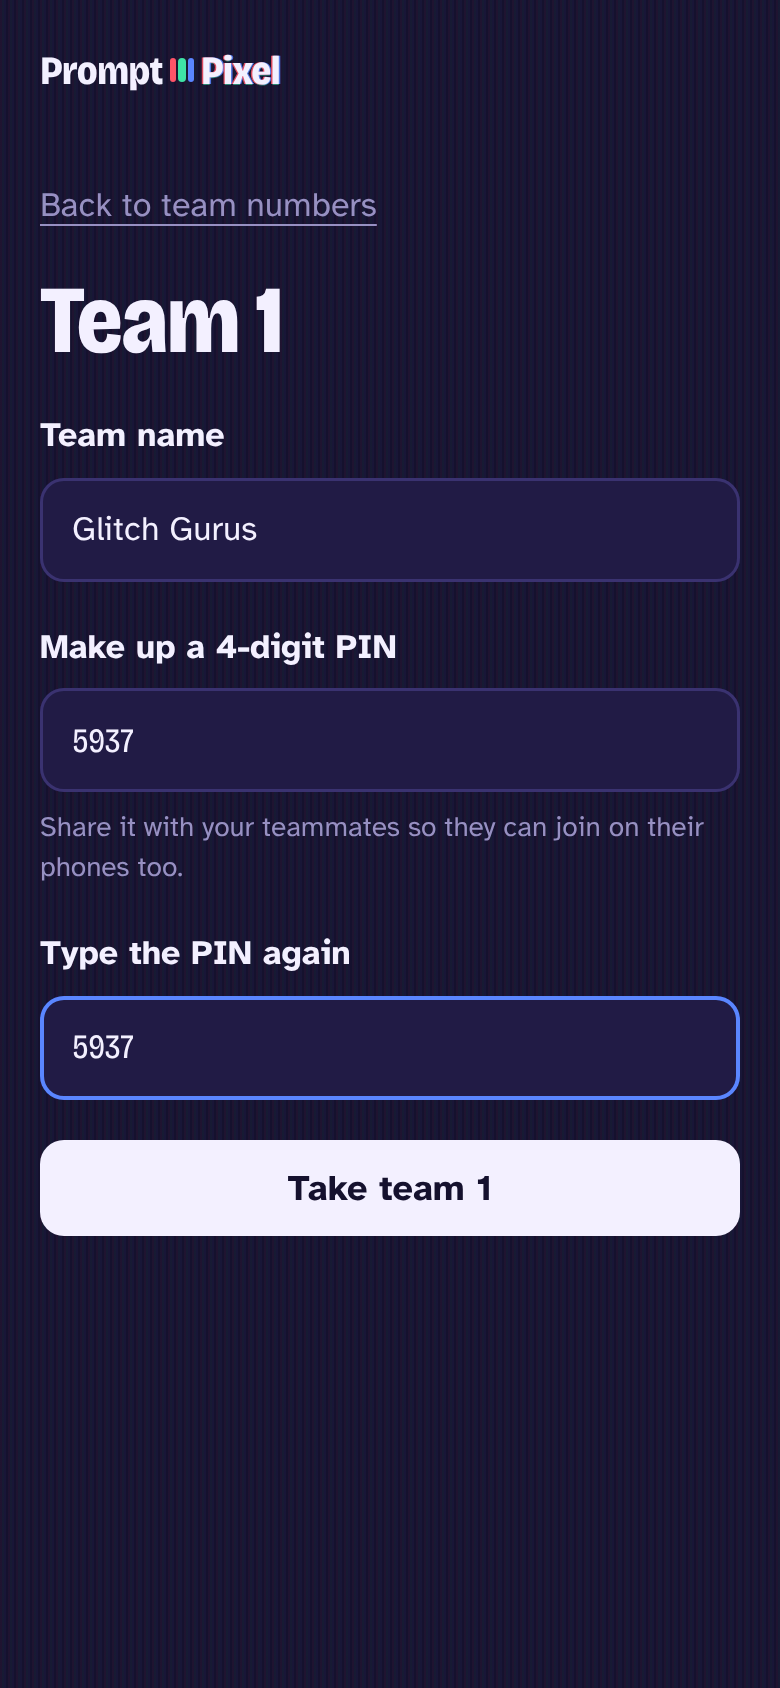 Prompt Pixel
Back to team numbers
Team 1
Team name
Glitch Gurus
Make up a 4-digit PIN
5937
Share it with your teammates so they can join on their
phones too.
Type the PIN again
5937
Take team 1